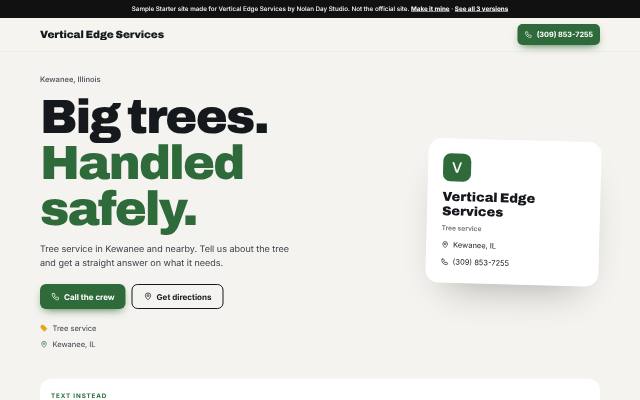 Sample Starter site made for Vertical Edge Services by Nolan Day Studio. Not the official site. Make it mine · See all 3 versions
Vertical Edge Services
(309) 853-7255
Kewanee, Illinois
Big trees.
Handled
safely.
Tree service in Kewanee and nearby. Tell us about the tree
and get a straight answer on what it needs.
Call the crew
Get directions
Tree service
Kewanee, IL
V
Vertical Edge
Services
Tree service
Kewanee, IL
(309) 853-7255
TEXT INSTEAD